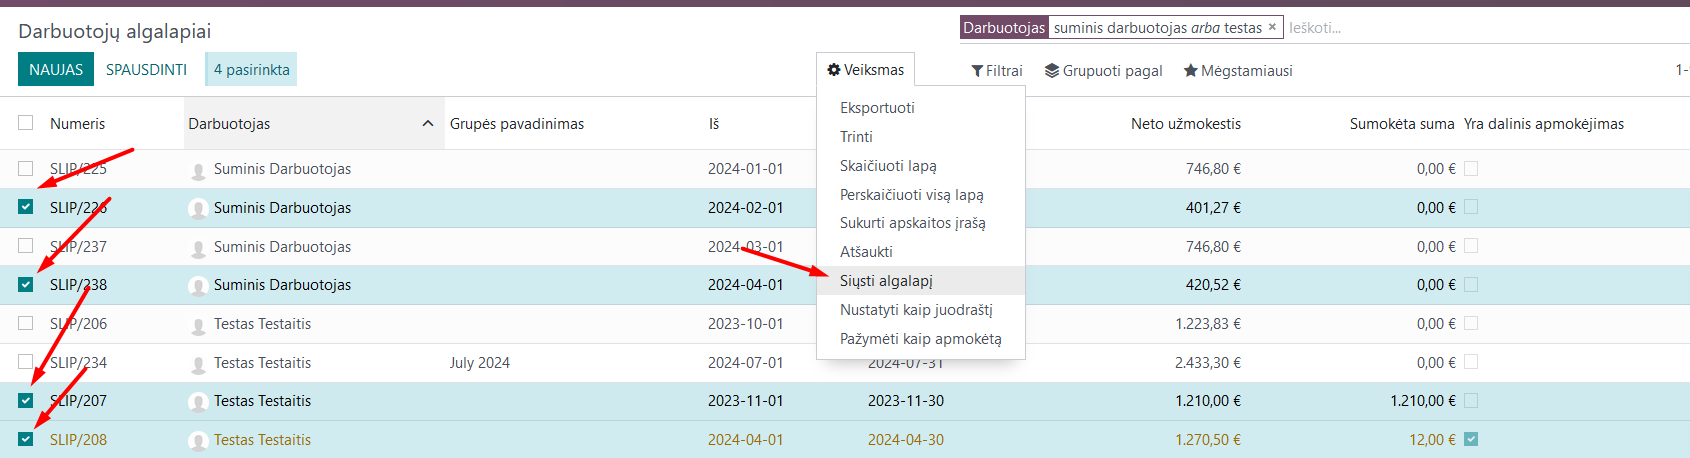 Darbuotojų algalapiai
Darbuotojas suminis darbuotojas arba testas × Ieškoti...
NAUJAS SPAUSDINTI 4 pasirinkta Veiksmas Filtrai Grupuoti pagal Mėgstamiausi
Eksportuoti
Trinti
Skaičiuoti lapą
Perskaičiuoti visą lapą
Sukurti apskaitos įrašą
Atšaukti
Siųsti algalapį
Nustatyti kaip juodraštį
Pažymėti kaip apmokėtą
Numeris Darbuotojas Grupės pavadinimas Iš Neto užmokestis Sumokėta suma Yra dalinis apmokėjimas
SLIP/225 Suminis Darbuotojas 2024-01-01 746,80 € 0,00 €
SLIP/226 Suminis Darbuotojas 2024-02-01 401,27 € 0,00 €
SLIP/237 Suminis Darbuotojas 2024-03-01 746,80 € 0,00 €
SLIP/238 Suminis Darbuotojas 2024-04-01 420,52 € 0,00 €
SLIP/206 Testas Testaitis 2023-10-01 1.223,83 € 0,00 €
SLIP/234 Testas Testaitis July 2024 2024-07-01 2024-07-31 2.433,30 € 0,00 €
SLIP/207 Testas Testaitis 2023-11-01 2023-11-30 1.210,00 € 1.210,00 €
SLIP/208 Testas Testaitis 2024-04-01 2024-04-30 1.270,50 € 12,00 €